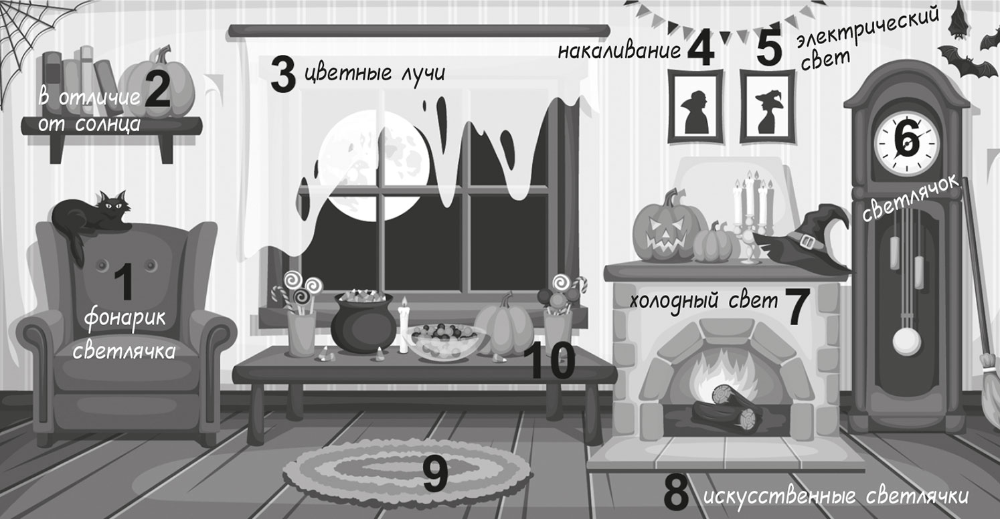 1
фонарик
светлячка
2
в отличие
от солнца
3 цветные лучи
накаливание 4
5 электрический
свет
6
светлячок
холодный свет 7
8 искусственные светлячки
9
10